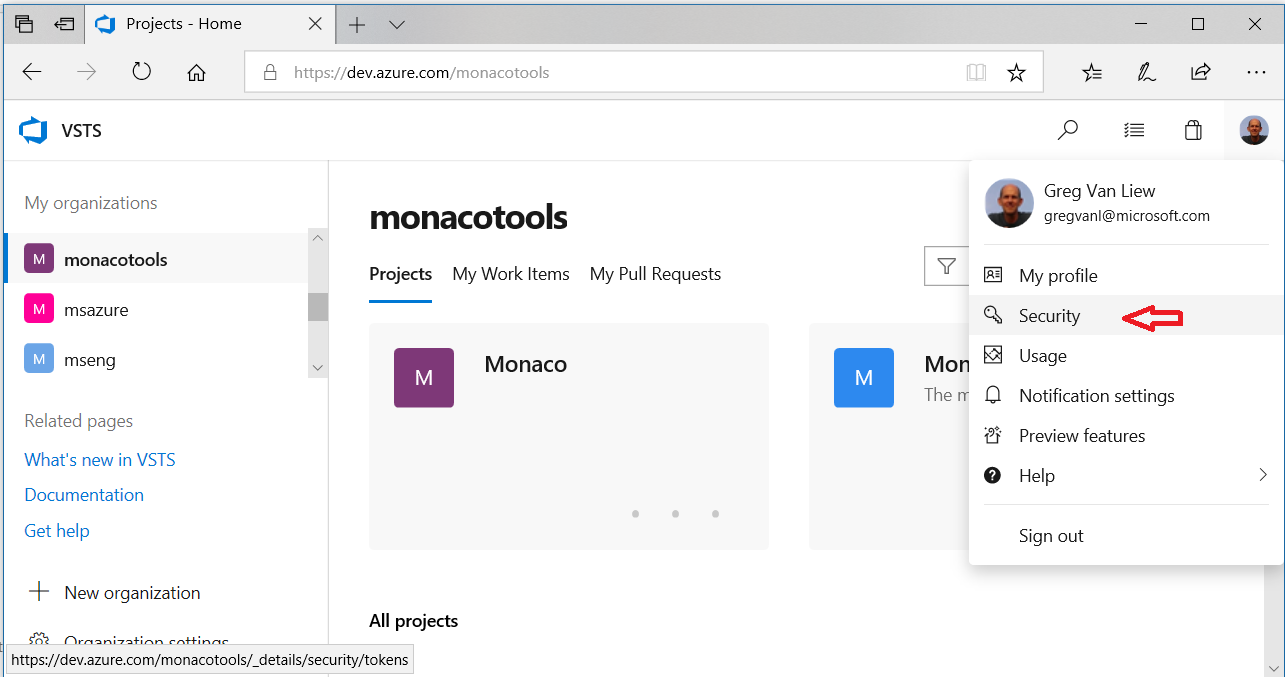 Projects - Home
https://dev.azure.com/monacotools
VSTS
My organizations
M monacotools
M msazure
M mseng
Related pages
What's new in VSTS
Documentation
Get help
New organization
Organization settings
https://dev.azure.com/monacotools/_details/security/tokens
monacotools
Projects My Work Items My Pull Requests
M Monaco
M Mon
The m
All projects
Greg Van Liew
gregvanl@microsoft.com
My profile
Security
Usage
Notification settings
Preview features
Help
Sign out